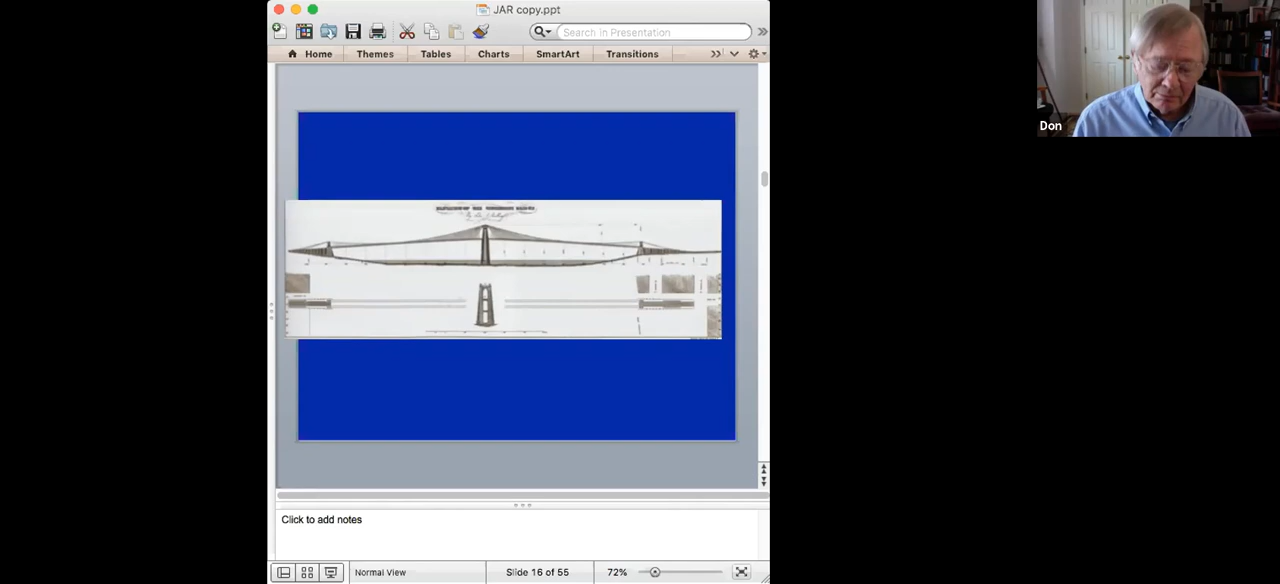 JAR copy.ppt
Search in Presentation
Home Themes Tables Charts SmartArt Transitions
Don
Click to add notes
Normal View Slide 16 of 55 72%